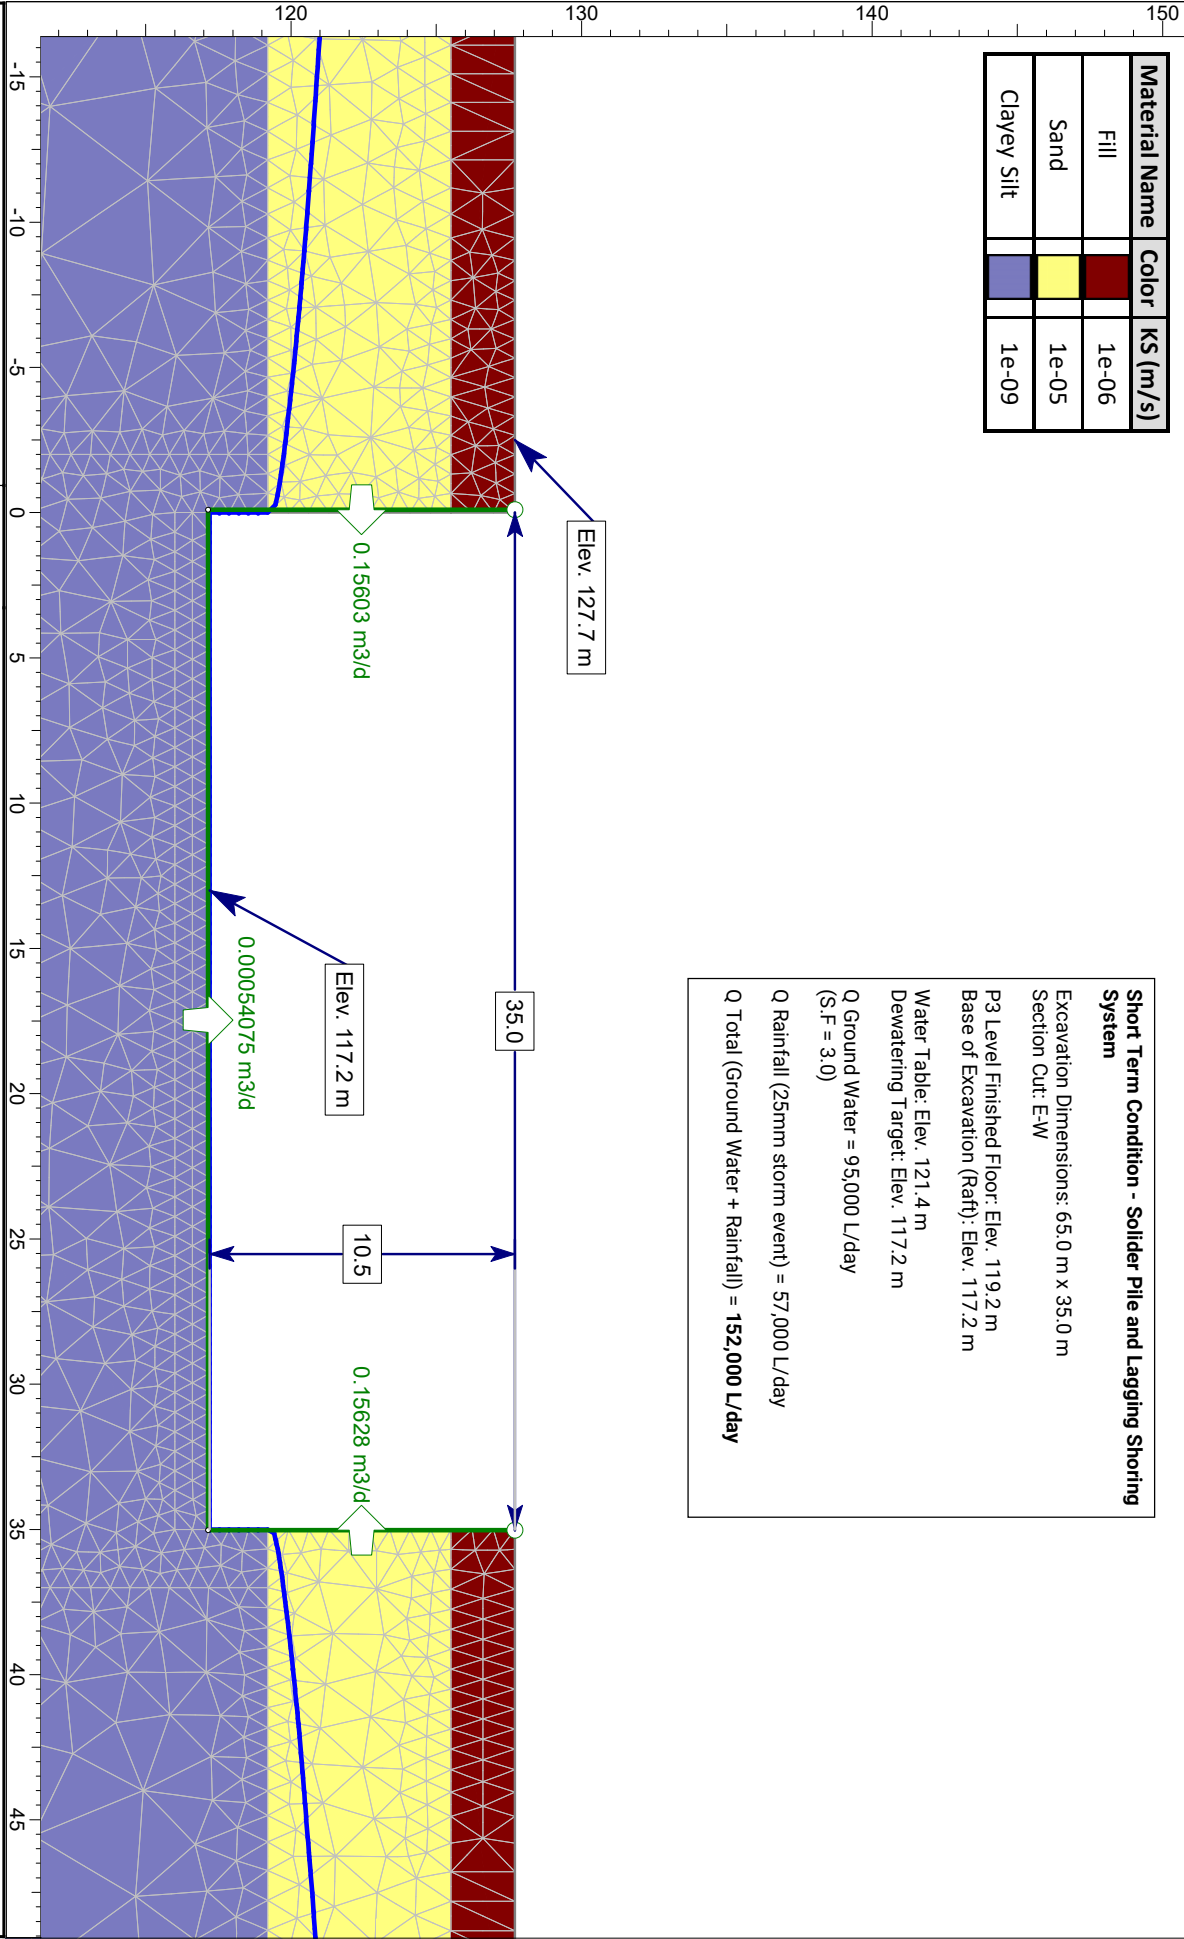 Material Name Color KS (m/s)
Fill 1e-06
Sand 1e-05
Clayey Silt 1e-09
Short Term Condition - Solider Pile and Lagging Shoring
System
Excavation Dimensions: 65.0 m x 35.0 m
Section Cut: E-W
P3 Level Finished Floor: Elev. 119.2 m
Base of Excavation (Raft): Elev. 117.2 m
Water Table: Elev. 121.4 m
Dewatering Target: Elev. 117.2 m
Q Ground Water = 95,000 L/day
(S.F = 3.0)
Q Rainfall (25mm storm event) = 57,000 L/day
Q Total (Ground Water + Rainfall) = 152,000 L/day
150
140
130
120
Elev. 127.7 m
35.0
0.15603 m3/d
Elev. 117.2 m
10.5
0.15628 m3/d
0.00054075 m3/d
-15 -10 -5 0 5 10 15 20 25 30 35 40 45